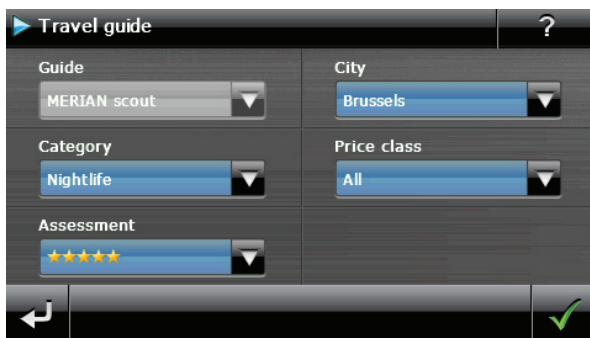 Travel guide ?
Guide
MERIAN scout
City
Brussels
Category
Nightlife
Price class
All
Assessment